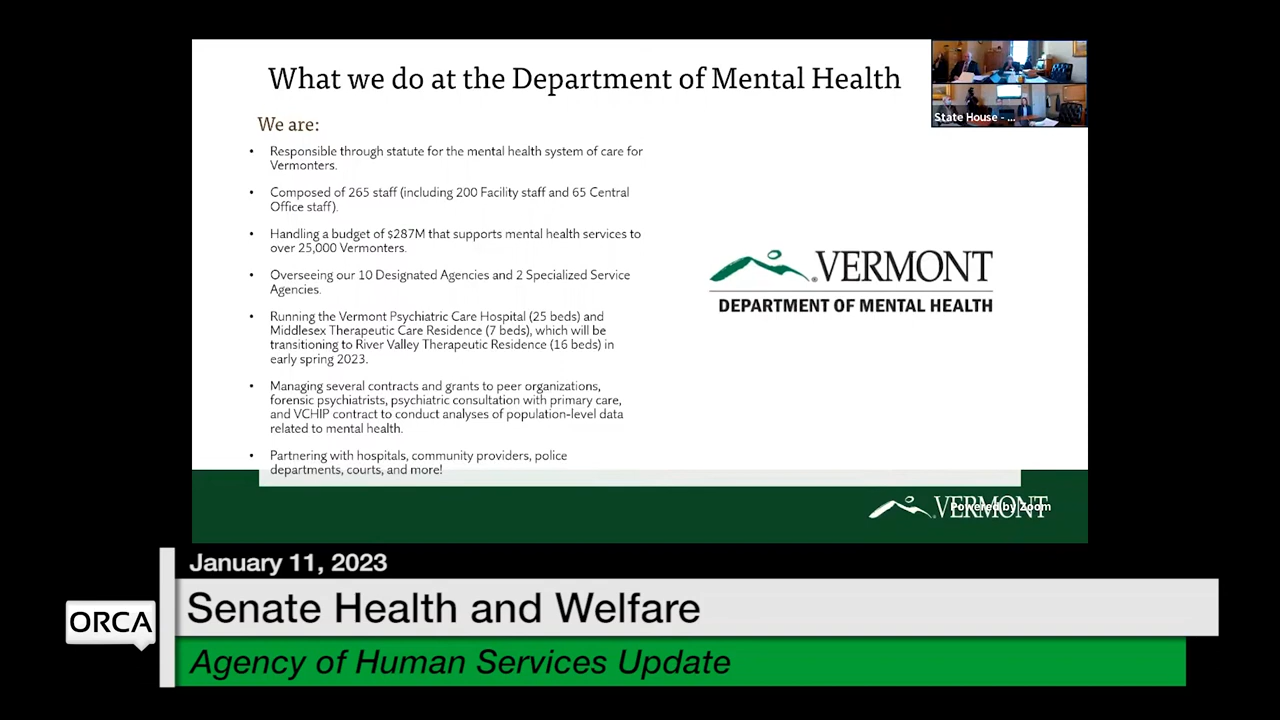 What we do at the Department of Mental Health
We are:
• Responsible through statute for the mental health system of care for
Vermonters.
• Composed of 265 staff (including 200 Facility staff and 65 Central
Office staff).
• Handling a budget of $287M that supports mental health services to
over 25,000 Vermonters.
• Overseeing our 10 Designated Agencies and 2 Specialized Service
Agencies.
• Running the Vermont Psychiatric Care Hospital (25 beds) and
Middlesex Therapeutic Care Residence (7 beds), which will be
transitioning to River Valley Therapeutic Residence (16 beds) in
early spring 2023.
• Managing several contracts and grants to peer organizations,
forensic psychiatrists, psychiatric consultation with primary care,
and VCHIP contract to conduct analyses of population-level data
related to mental health.
• Partnering with hospitals, community providers, police
departments, courts, and more!
State House - ...
VERMONT
DEPARTMENT OF MENTAL HEALTH
VERMONT
Powered by Zoom
January 11, 2023
ORCA
Senate Health and Welfare
Agency of Human Services Update